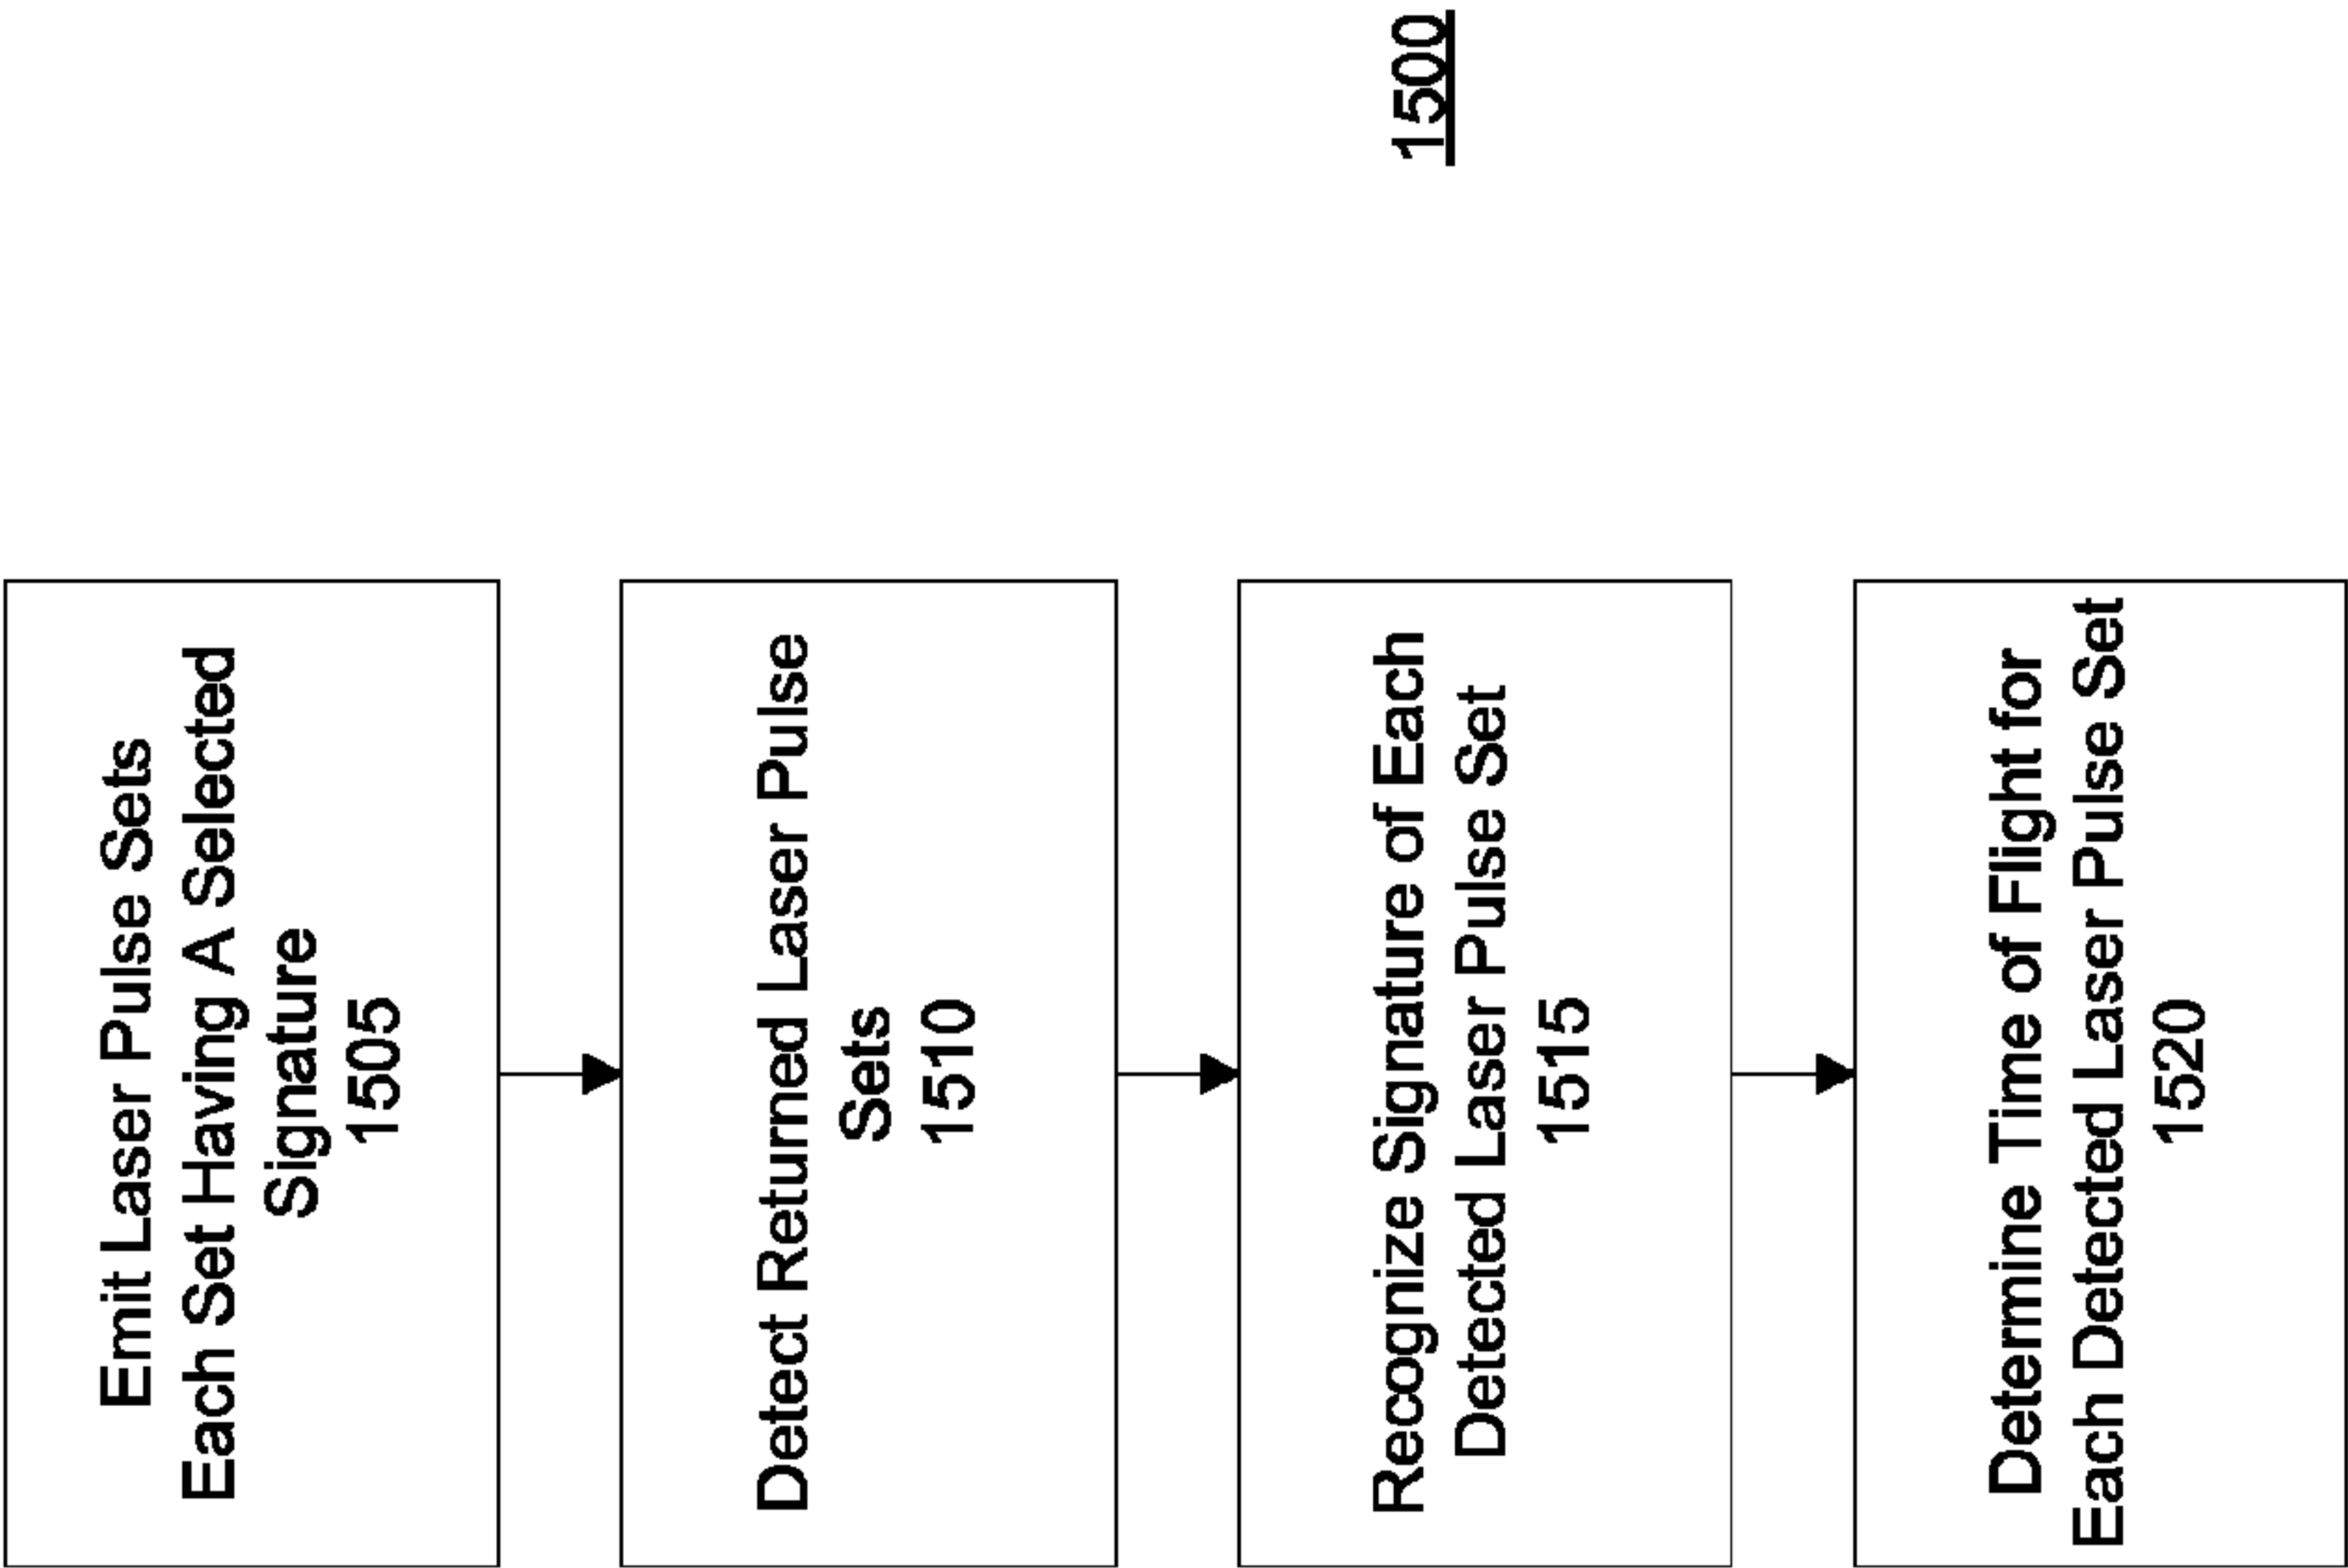 Emit Laser Pulse Sets
Each Set Having A Selected
Signature
1505
Detect Returned Laser Pulse
Sets
1510
Recognize Signature of Each
Detected Laser Pulse Set
1515
Determine Time of Flight for
Each Detected Laser Pulse Set
1520
1500